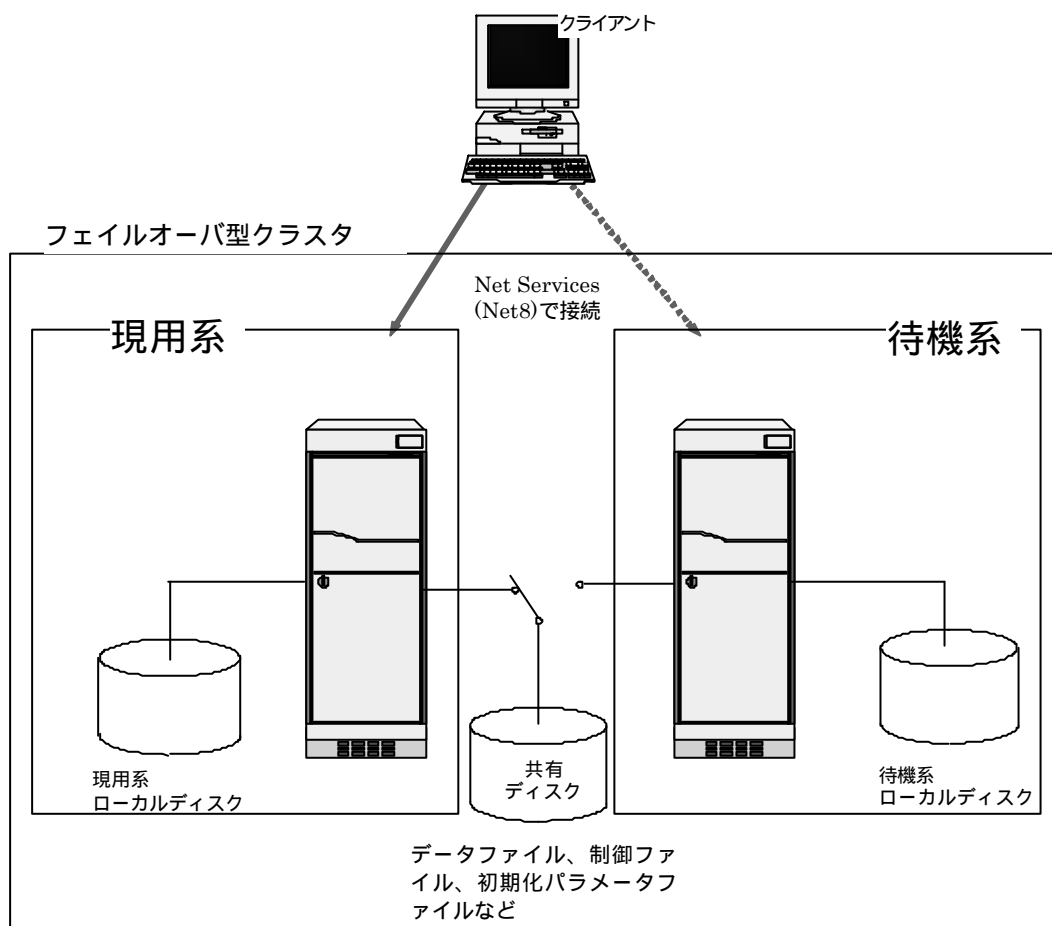 クライアント
フェイルオーバ型クラスタ
Net Services
(Net8)で接続
現用系
待機系
現用系
ローカルディスク
共有
ディスク
待機系
ローカルディスク
データファイル、制御ファ
イル、初期化パラメータフ
ァイルなど